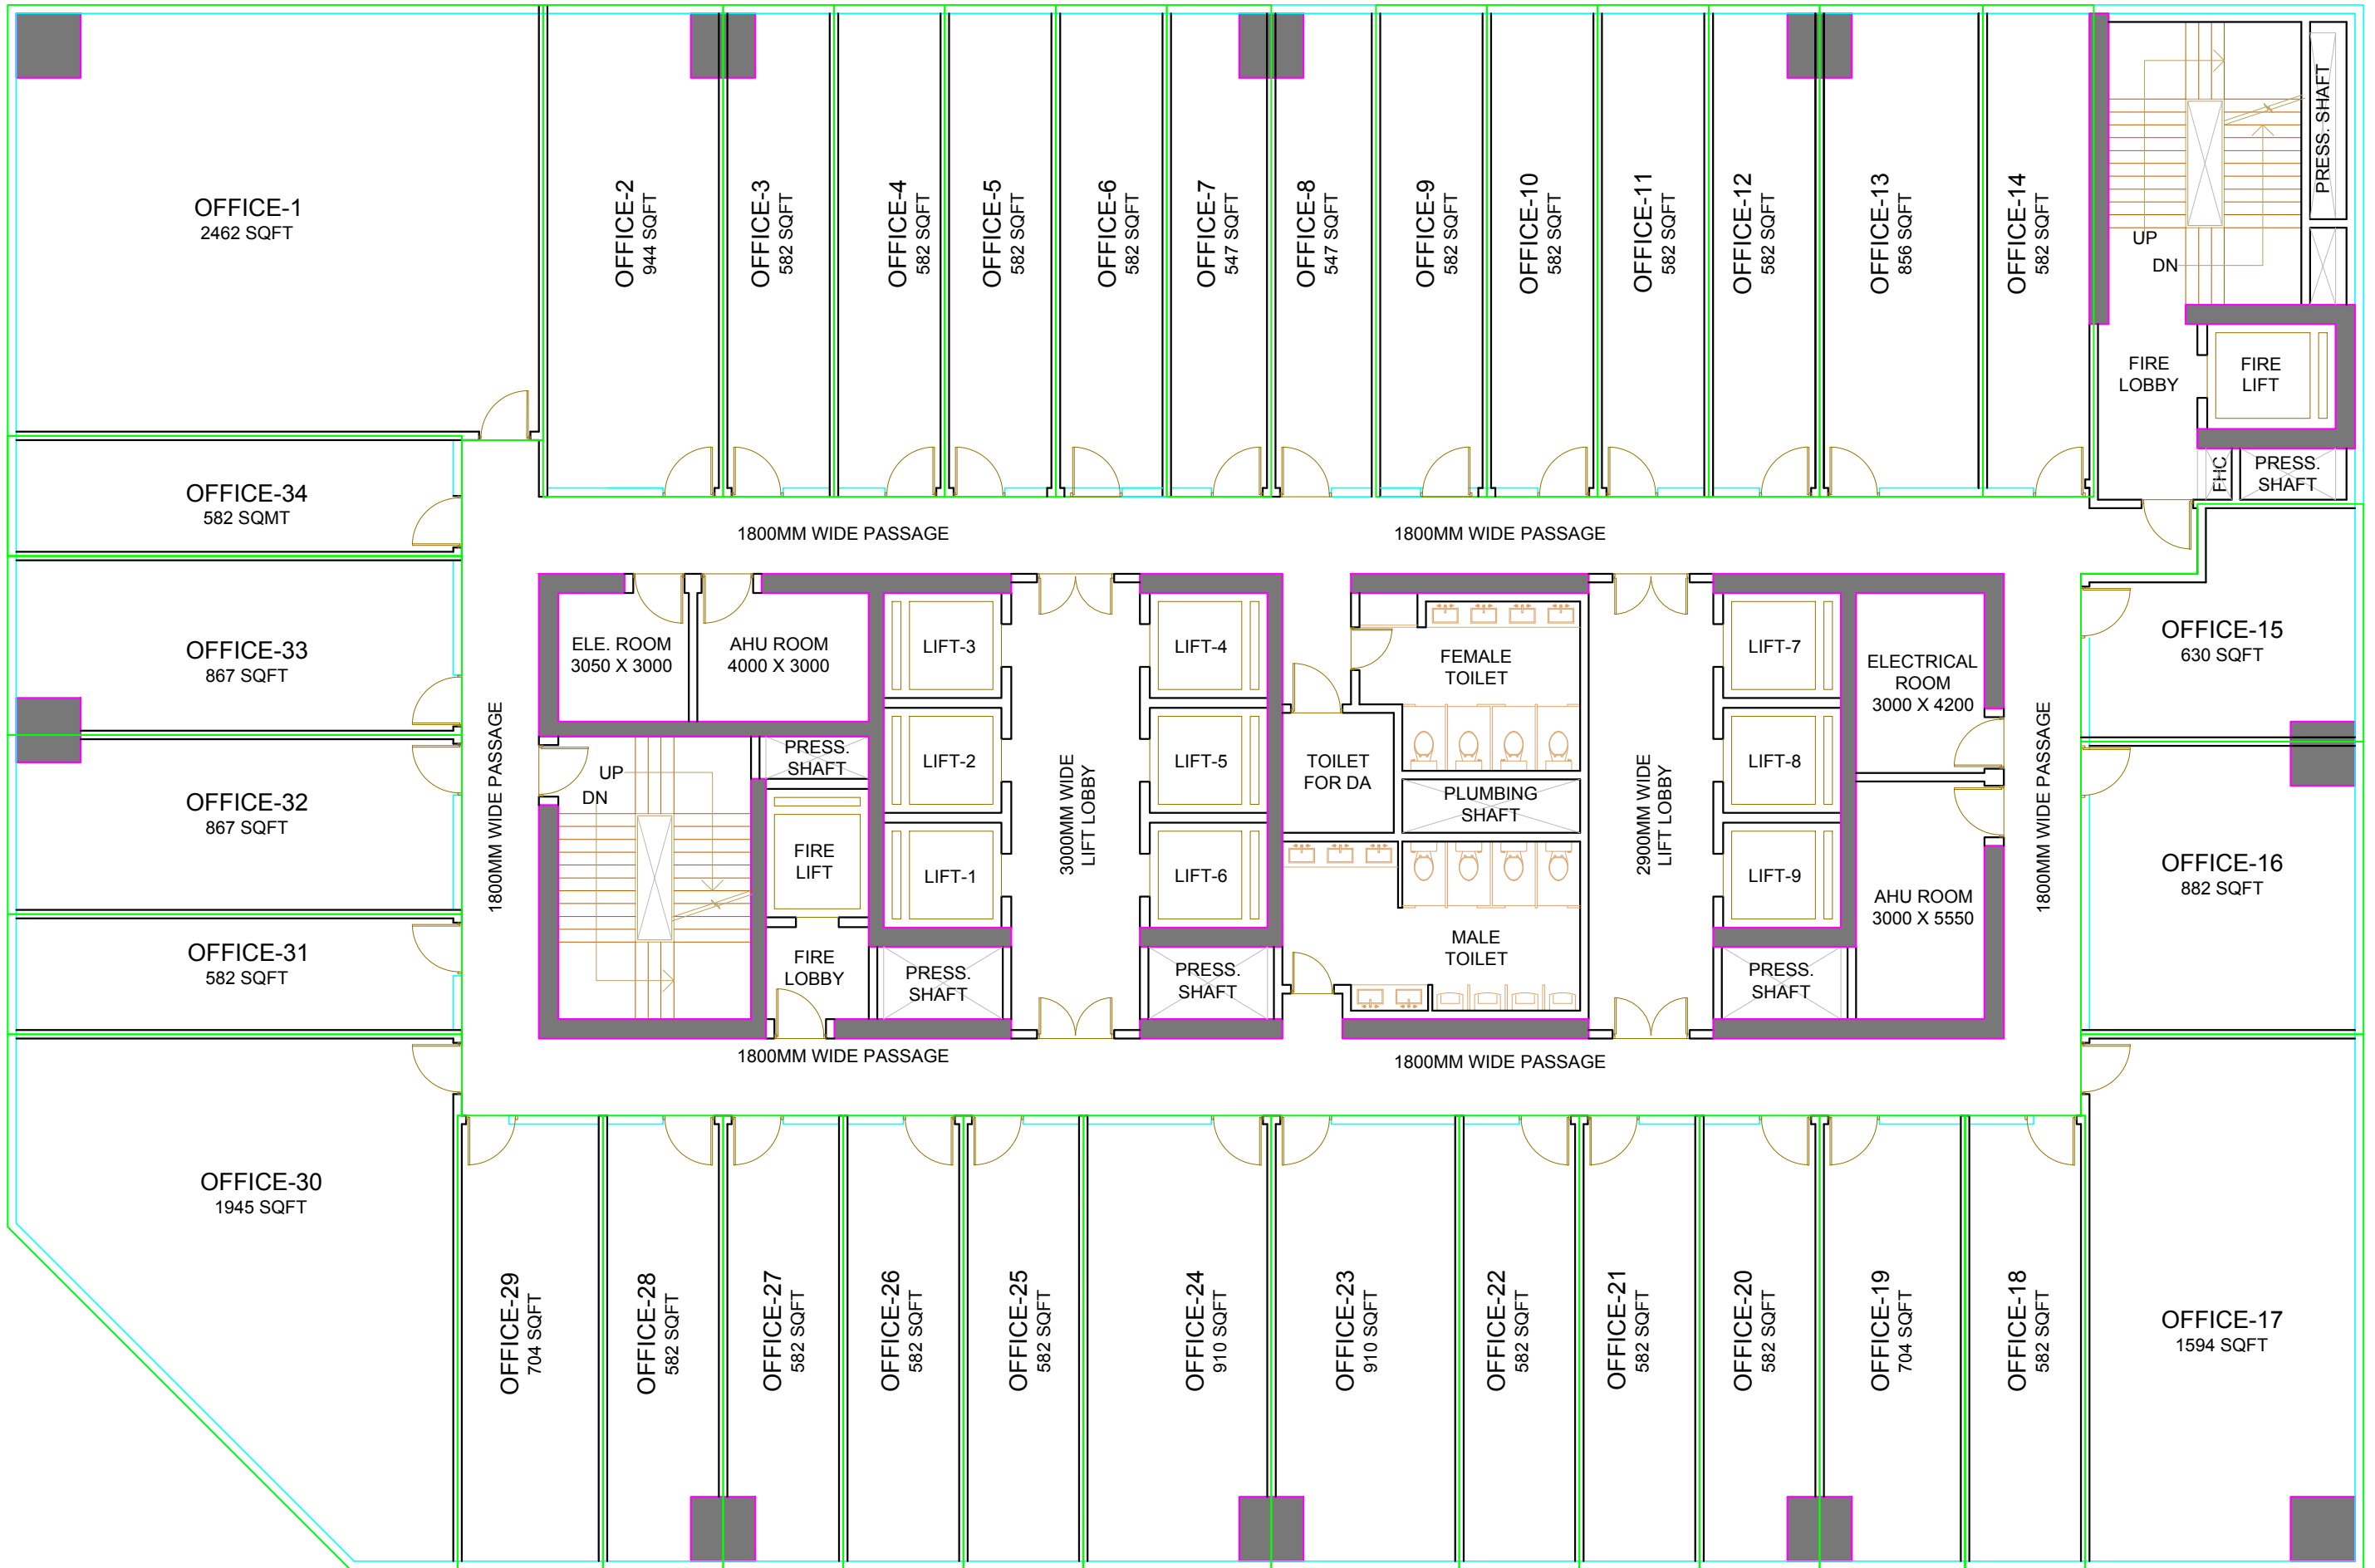 OFFICE-1
2462 SQFT
OFFICE-2
944 SQFT
OFFICE-3
582 SQFT
OFFICE-4
582 SQFT
OFFICE-5
582 SQFT
OFFICE-6
582 SQFT
OFFICE-7
547 SQFT
OFFICE-8
547 SQFT
OFFICE-9
582 SQFT
OFFICE-10
582 SQFT
OFFICE-11
582 SQFT
OFFICE-12
582 SQFT
OFFICE-13
856 SQFT
OFFICE-14
582 SQFT
PRESS. SHAFT
UP
DN
FIRE
LOBBY
FIRE
LIFT
FHC
PRESS.
SHAFT
OFFICE-34
582 SQMT
1800MM WIDE PASSAGE
1800MM WIDE PASSAGE
OFFICE-33
867 SQFT
ELE. ROOM
3050 X 3000
AHU ROOM
4000 X 3000
LIFT-3
LIFT-4
FEMALE
TOILET
LIFT-7
ELECTRICAL
ROOM
3000 X 4200
OFFICE-15
630 SQFT
1800MM WIDE PASSAGE
PRESS.
SHAFT
UP
DN
LIFT-2
3000MM WIDE
LIFT LOBBY
LIFT-5
TOILET
FOR DA
PLUMBING
SHAFT
2900MM WIDE
LIFT LOBBY
LIFT-8
1800MM WIDE PASSAGE
OFFICE-32
867 SQFT
FIRE
LIFT
LIFT-1
LIFT-6
LIFT-9
AHU ROOM
3000 X 5550
OFFICE-16
882 SQFT
OFFICE-31
582 SQFT
FIRE
LOBBY
PRESS.
SHAFT
PRESS.
SHAFT
MALE
TOILET
PRESS.
SHAFT
1800MM WIDE PASSAGE
1800MM WIDE PASSAGE
OFFICE-30
1945 SQFT
OFFICE-29
704 SQFT
OFFICE-28
582 SQFT
OFFICE-27
582 SQFT
OFFICE-26
582 SQFT
OFFICE-25
582 SQFT
OFFICE-24
910 SQFT
OFFICE-23
910 SQFT
OFFICE-22
582 SQFT
OFFICE-21
582 SQFT
OFFICE-20
582 SQFT
OFFICE-19
704 SQFT
OFFICE-18
582 SQFT
OFFICE-17
1594 SQFT